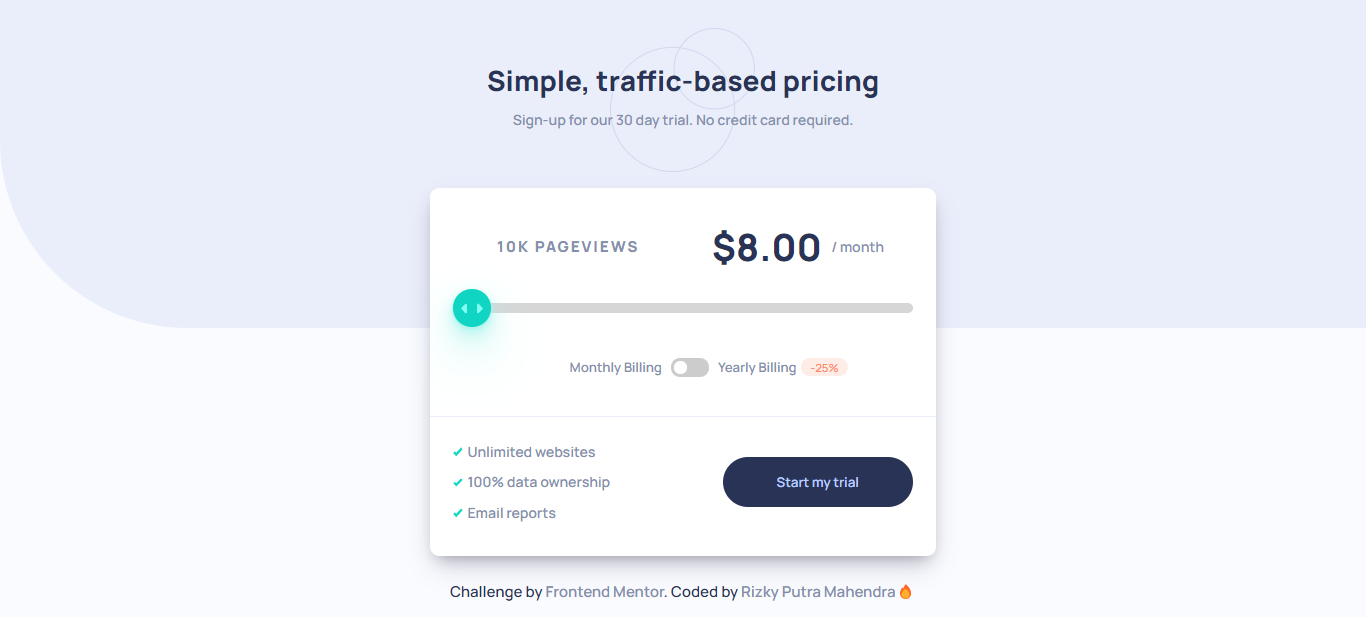 Simple, traffic-based pricing
Sign-up for our 30 day trial. No credit card required.
10K PAGEVIEWS $8.00 / month
Monthly Billing Yearly Billing -25%
Unlimited websites
100% data ownership
Email reports
Start my trial
Challenge by Frontend Mentor. Coded by Rizky Putra Mahendra 🔥